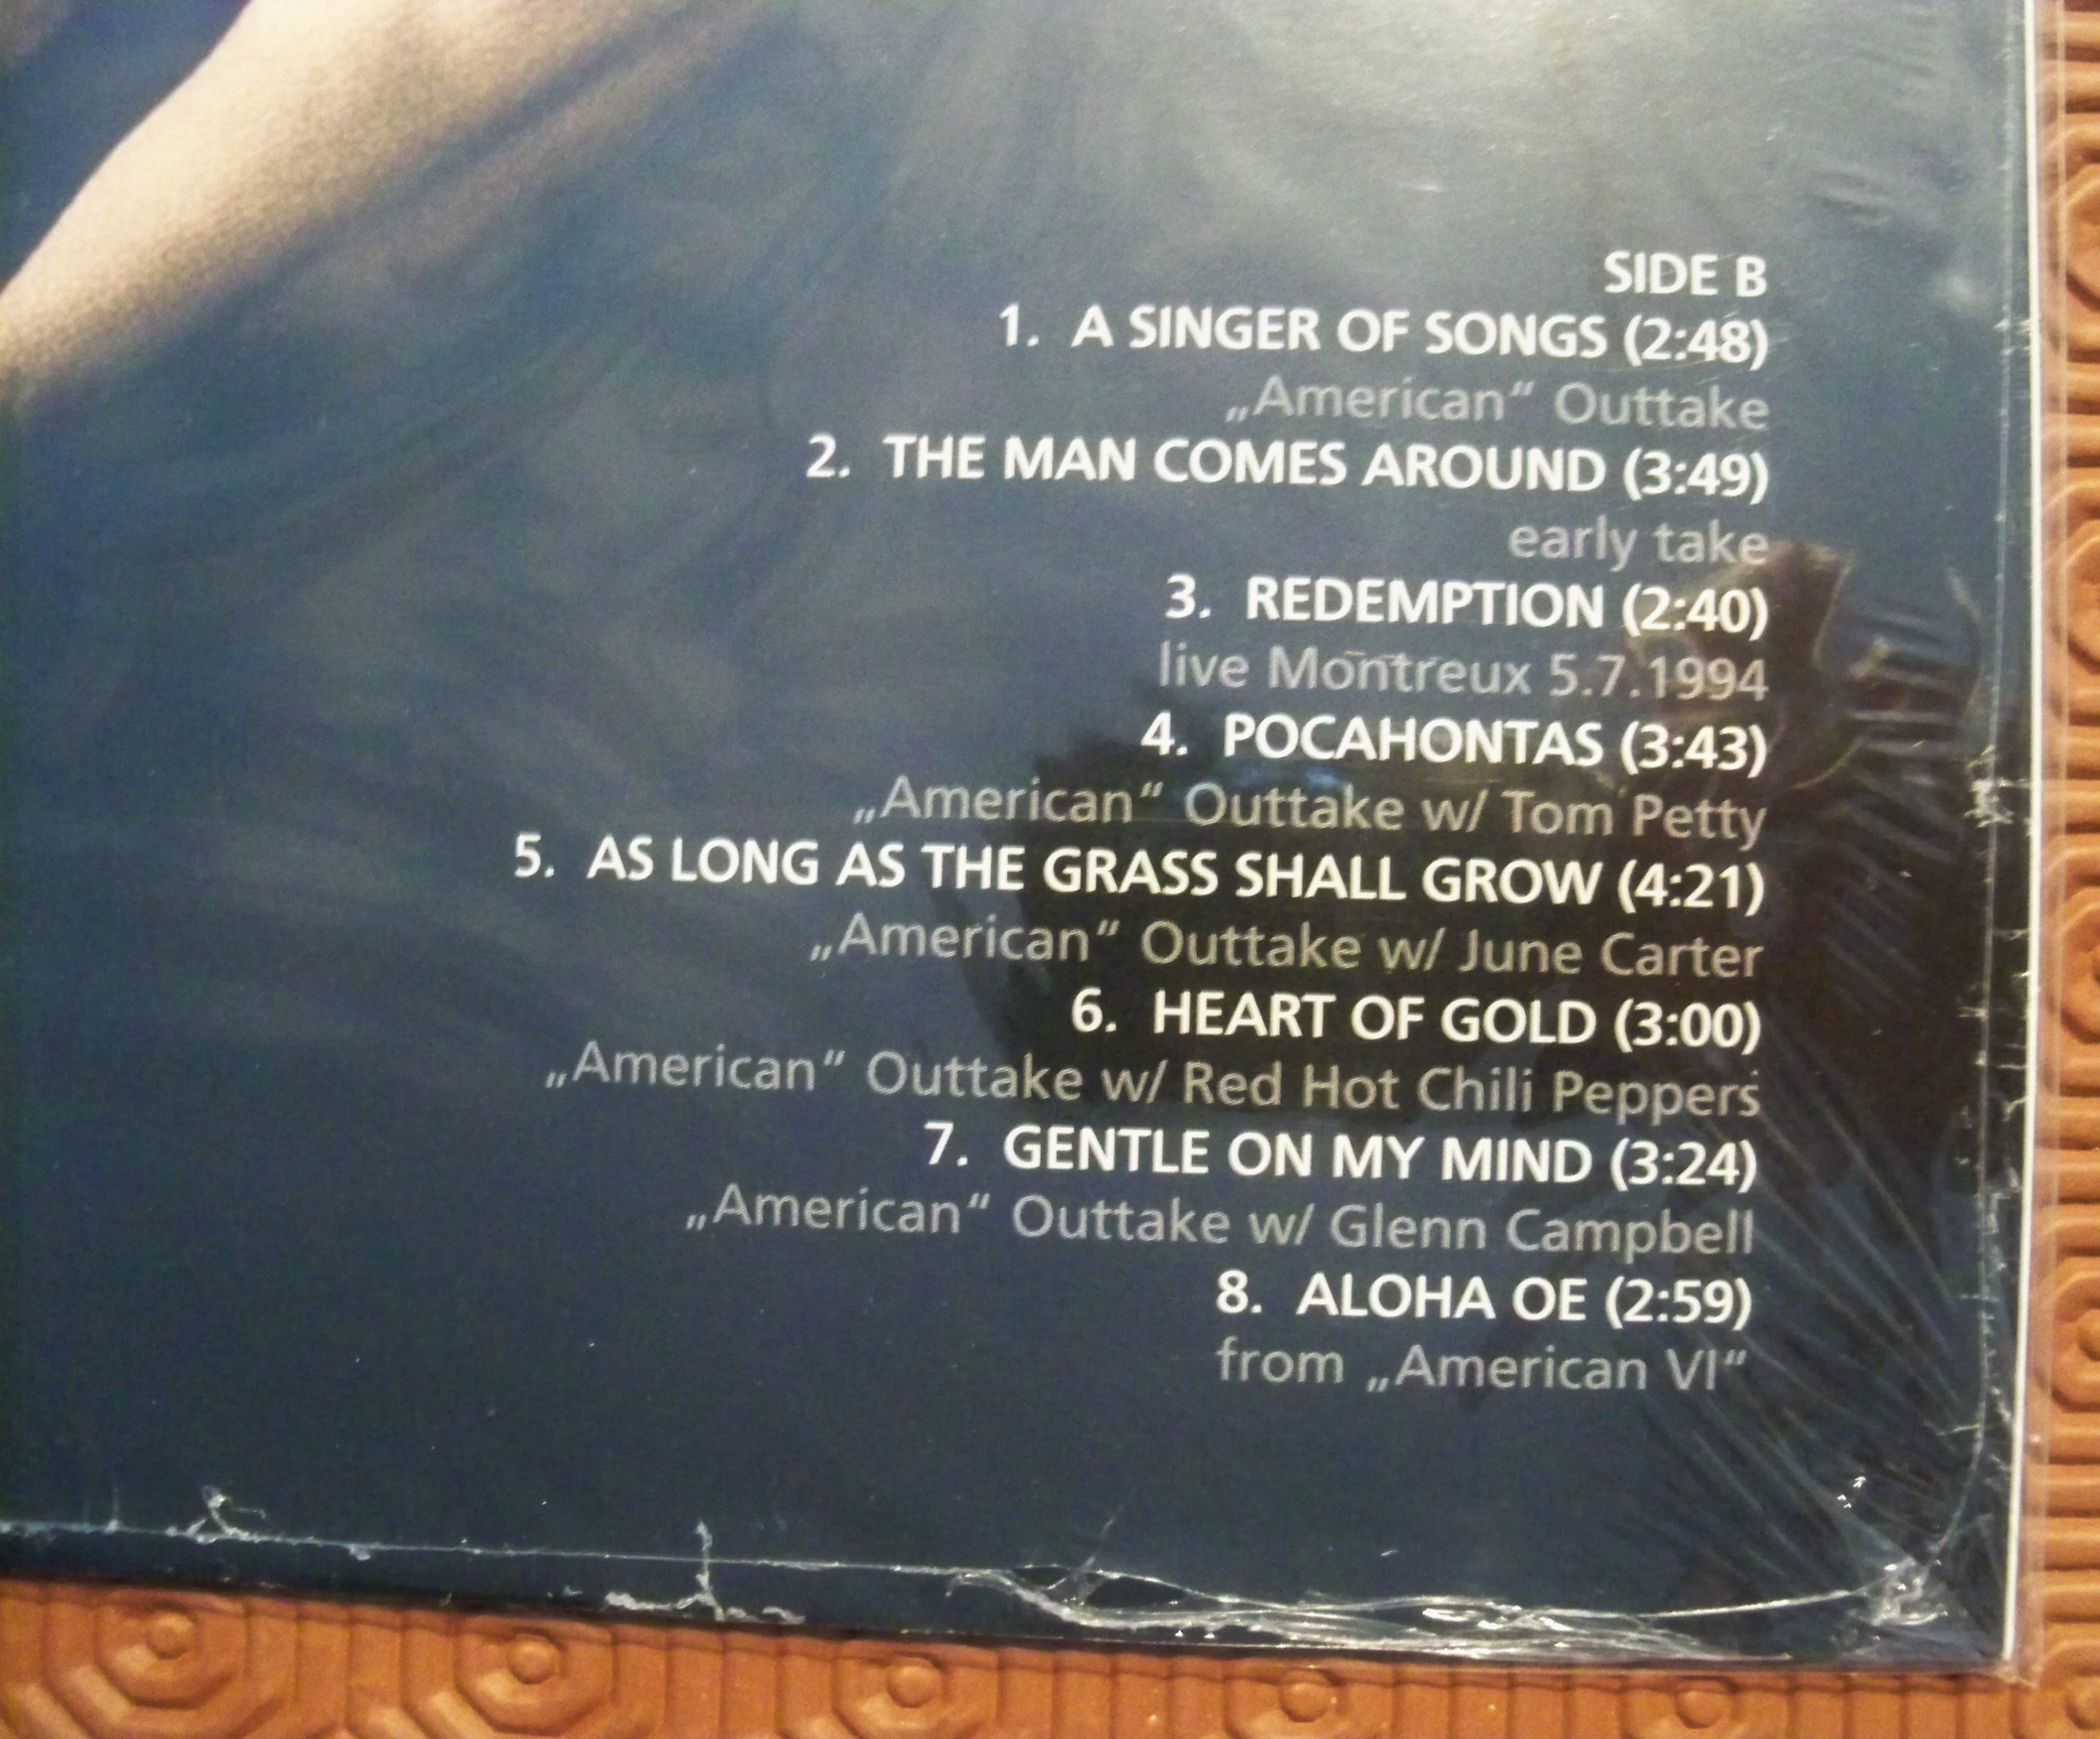 SIDE B
1. A SINGER OF SONGS (2:48)
„American“ Outtake
2. THE MAN COMES AROUND (3:49)
early take
3. REDEMPTION (2:40)
live Montreux 5.7.1994
4. POCAHONTAS (3:43)
„American“ Outtake w/ Tom Petty
5. AS LONG AS THE GRASS SHALL GROW (4:21)
„American“ Outtake w/ June Carter
6. HEART OF GOLD (3:00)
„American“ Outtake w/ Red Hot Chili Peppers
7. GENTLE ON MY MIND (3:24)
„American“ Outtake w/ Glenn Campbell
8. ALOHA OE (2:59)
from „American VI“